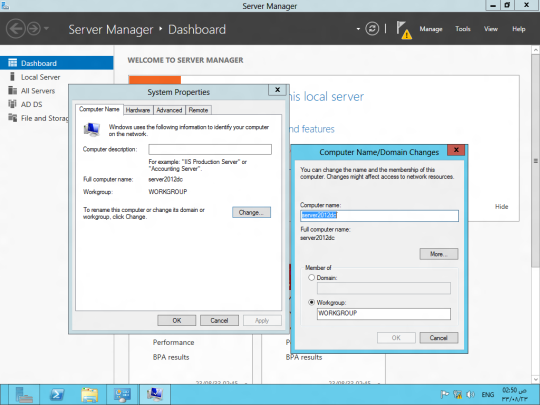 Server Manager
Server Manager • Dashboard
Manage Tools View Help
Dashboard
Local Server
All Servers
AD DS
File and Storag
WELCOME TO SERVER MANAGER
his local server
nd features
Hide
System Properties
Computer Name Hardware Advanced Remote
Windows uses the following information to identify your computer
on the network.
Computer description:
For example: "IIS Production Server" or
"Accounting Server".
Full computer name: server2012dc
Workgroup: WORKGROUP
To rename this computer or change its domain or
workgroup, click Change.
Change...
OK Cancel Apply
Computer Name/Domain Changes
You can change the name and the membership of this
computer. Changes might affect access to network resources.
Computer name:
server2012dc
Full computer name:
server2012dc
More...
Member of
Domain:
Workgroup:
WORKGROUP
OK Cancel
Performance
BPA results
P
BPA results
ENG
02:50 ص